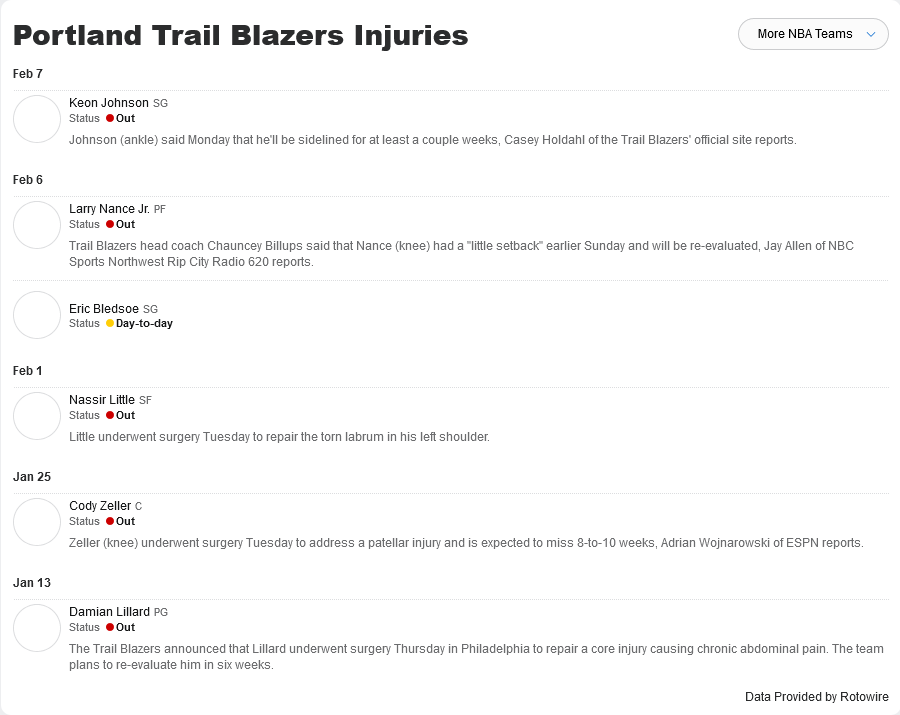 Portland Trail Blazers Injuries
More NBA Teams
Feb 7
Keon Johnson SG
Status Out
Johnson (ankle) said Monday that he'll be sidelined for at least a couple weeks, Casey Holdahl of the Trail Blazers' official site reports.
Feb 6
Larry Nance Jr. PF
Status Out
Trail Blazers head coach Chauncey Billups said that Nance (knee) had a "little setback" earlier Sunday and will be re-evaluated, Jay Allen of NBC
Sports Northwest Rip City Radio 620 reports.
Eric Bledsoe SG
Status Day-to-day
Feb 1
Nassir Little SF
Status Out
Little underwent surgery Tuesday to repair the torn labrum in his left shoulder.
Jan 25
Cody Zeller C
Status Out
Zeller (knee) underwent surgery Tuesday to address a patellar injury and is expected to miss 8-to-10 weeks, Adrian Wojnarowski of ESPN reports.
Jan 13
Damian Lillard PG
Status Out
The Trail Blazers announced that Lillard underwent surgery Thursday in Philadelphia to repair a core injury causing chronic abdominal pain. The team
plans to re-evaluate him in six weeks.
Data Provided by Rotowire